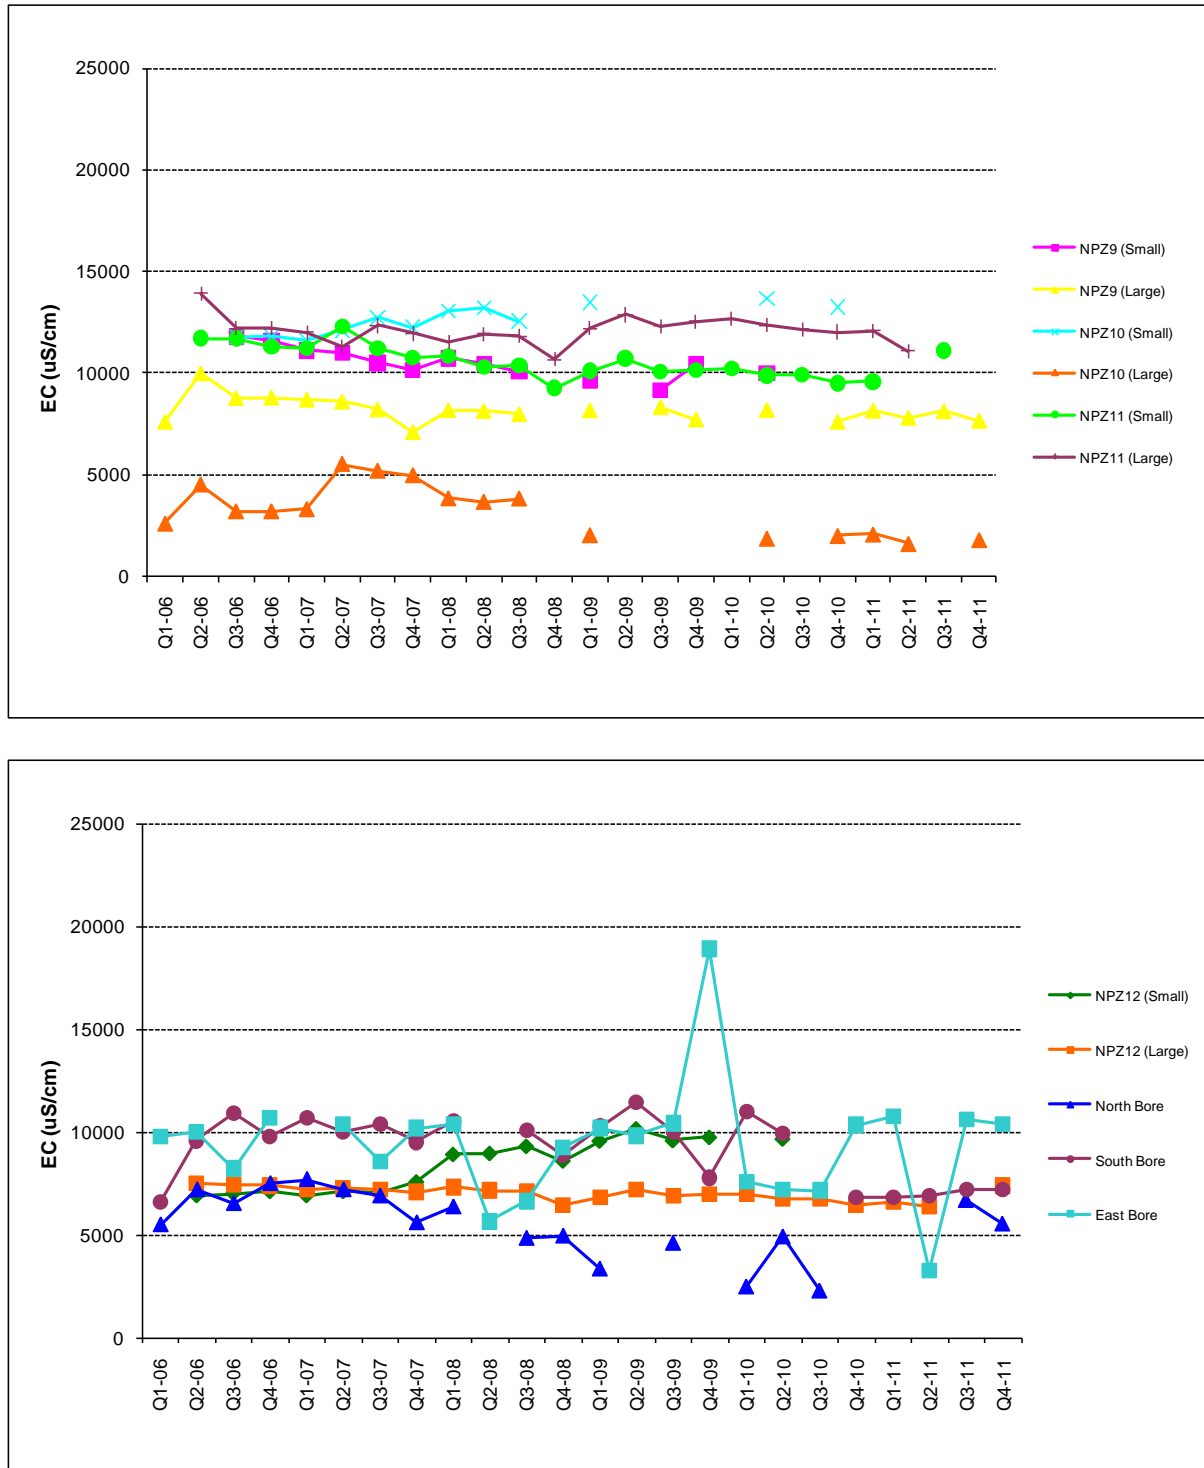 25000
20000
15000
10000
5000
0
EC (uS/cm)
Q1-06
Q2-06
Q3-06
Q4-06
Q1-07
Q2-07
Q3-07
Q4-07
Q1-08
Q2-08
Q3-08
Q4-08
Q1-09
Q2-09
Q3-09
Q4-09
Q1-10
Q2-10
Q3-10
Q4-10
Q1-11
Q2-11
Q3-11
Q4-11
NPZ9 (Small)
NPZ9 (Large)
NPZ10 (Small)
NPZ10 (Large)
NPZ11 (Small)
NPZ11 (Large)
25000
20000
15000
10000
5000
0
EC (uS/cm)
Q1-06
Q2-06
Q3-06
Q4-06
Q1-07
Q2-07
Q3-07
Q4-07
Q1-08
Q2-08
Q3-08
Q4-08
Q1-09
Q2-09
Q3-09
Q4-09
Q1-10
Q2-10
Q3-10
Q4-10
Q1-11
Q2-11
Q3-11
Q4-11
NPZ12 (Small)
NPZ12 (Large)
North Bore
South Bore
East Bore